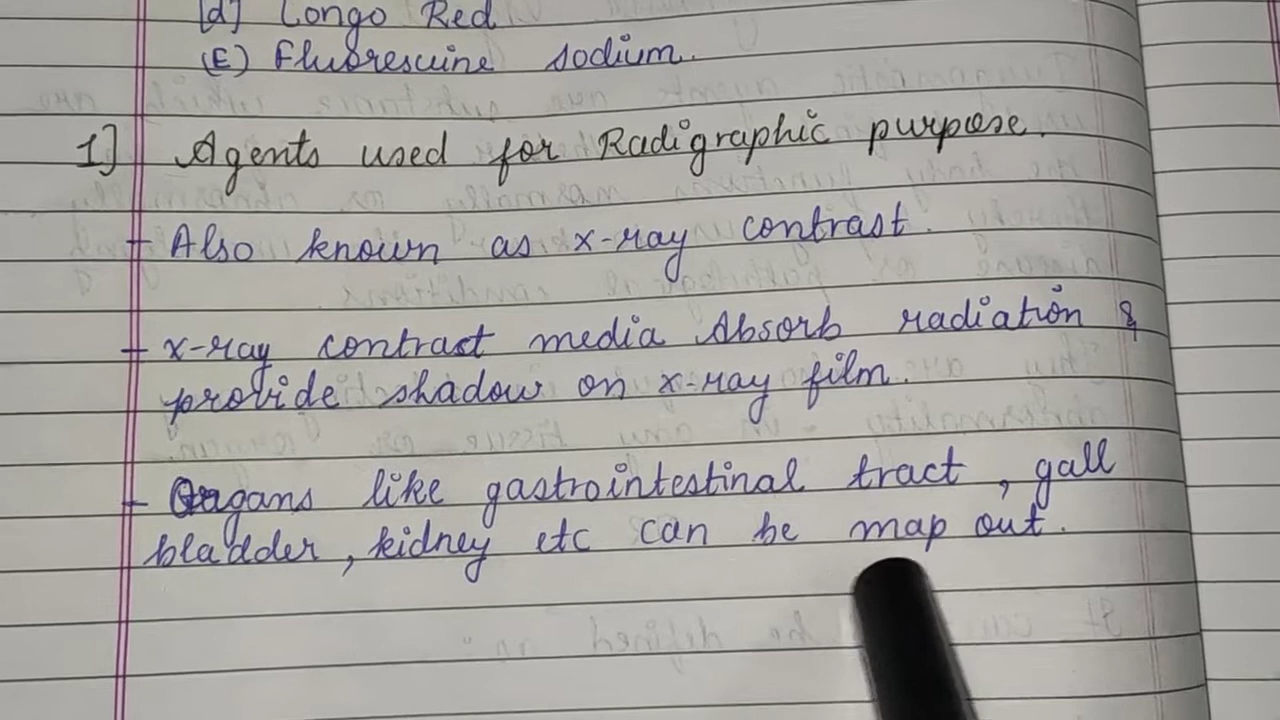 [d] Congo Red
(E) Fluorescuine sodium.
1] Agents used for Radigraphic purpose.
- Also known as x-ray contrast.
- x-ray contrast media Absorb radiation &
provide shadow on x-ray film.
- Organs like gastrointestinal tract, gall
bladder, kidney etc can be map out.